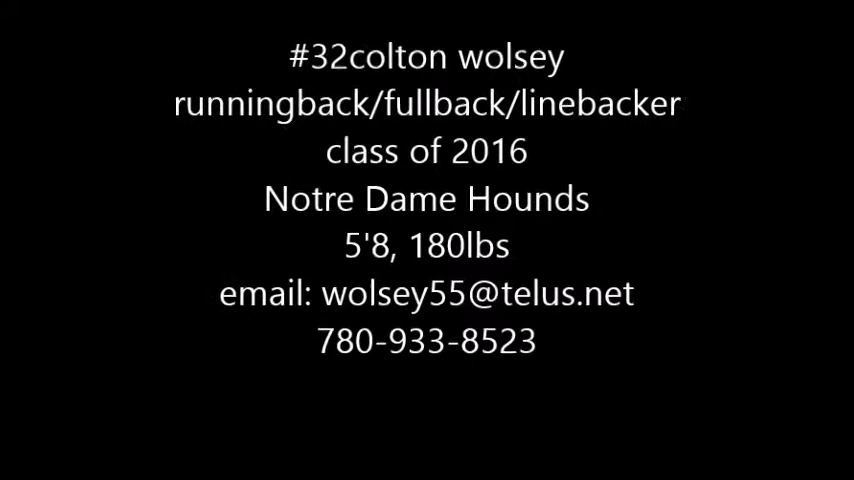 #32colton wolsey
runningback/fullback/linebacker
class of 2016
Notre Dame Hounds
5'8, 180lbs
email: wolsey55@telus.net
780-933-8523